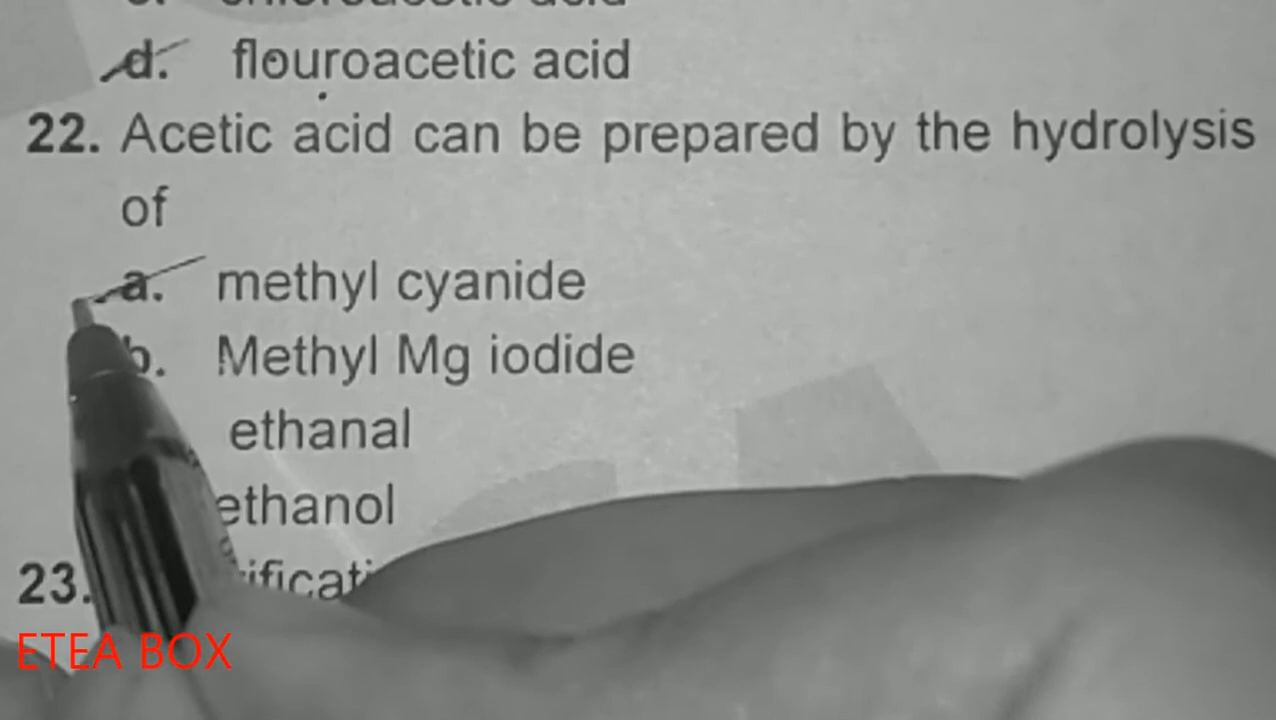 d. flouroacetic acid
22. Acetic acid can be prepared by the hydrolysis
of
a. methyl cyanide
b. Methyl Mg iodide
ethanal
ethanol
23.
ETEA BOX